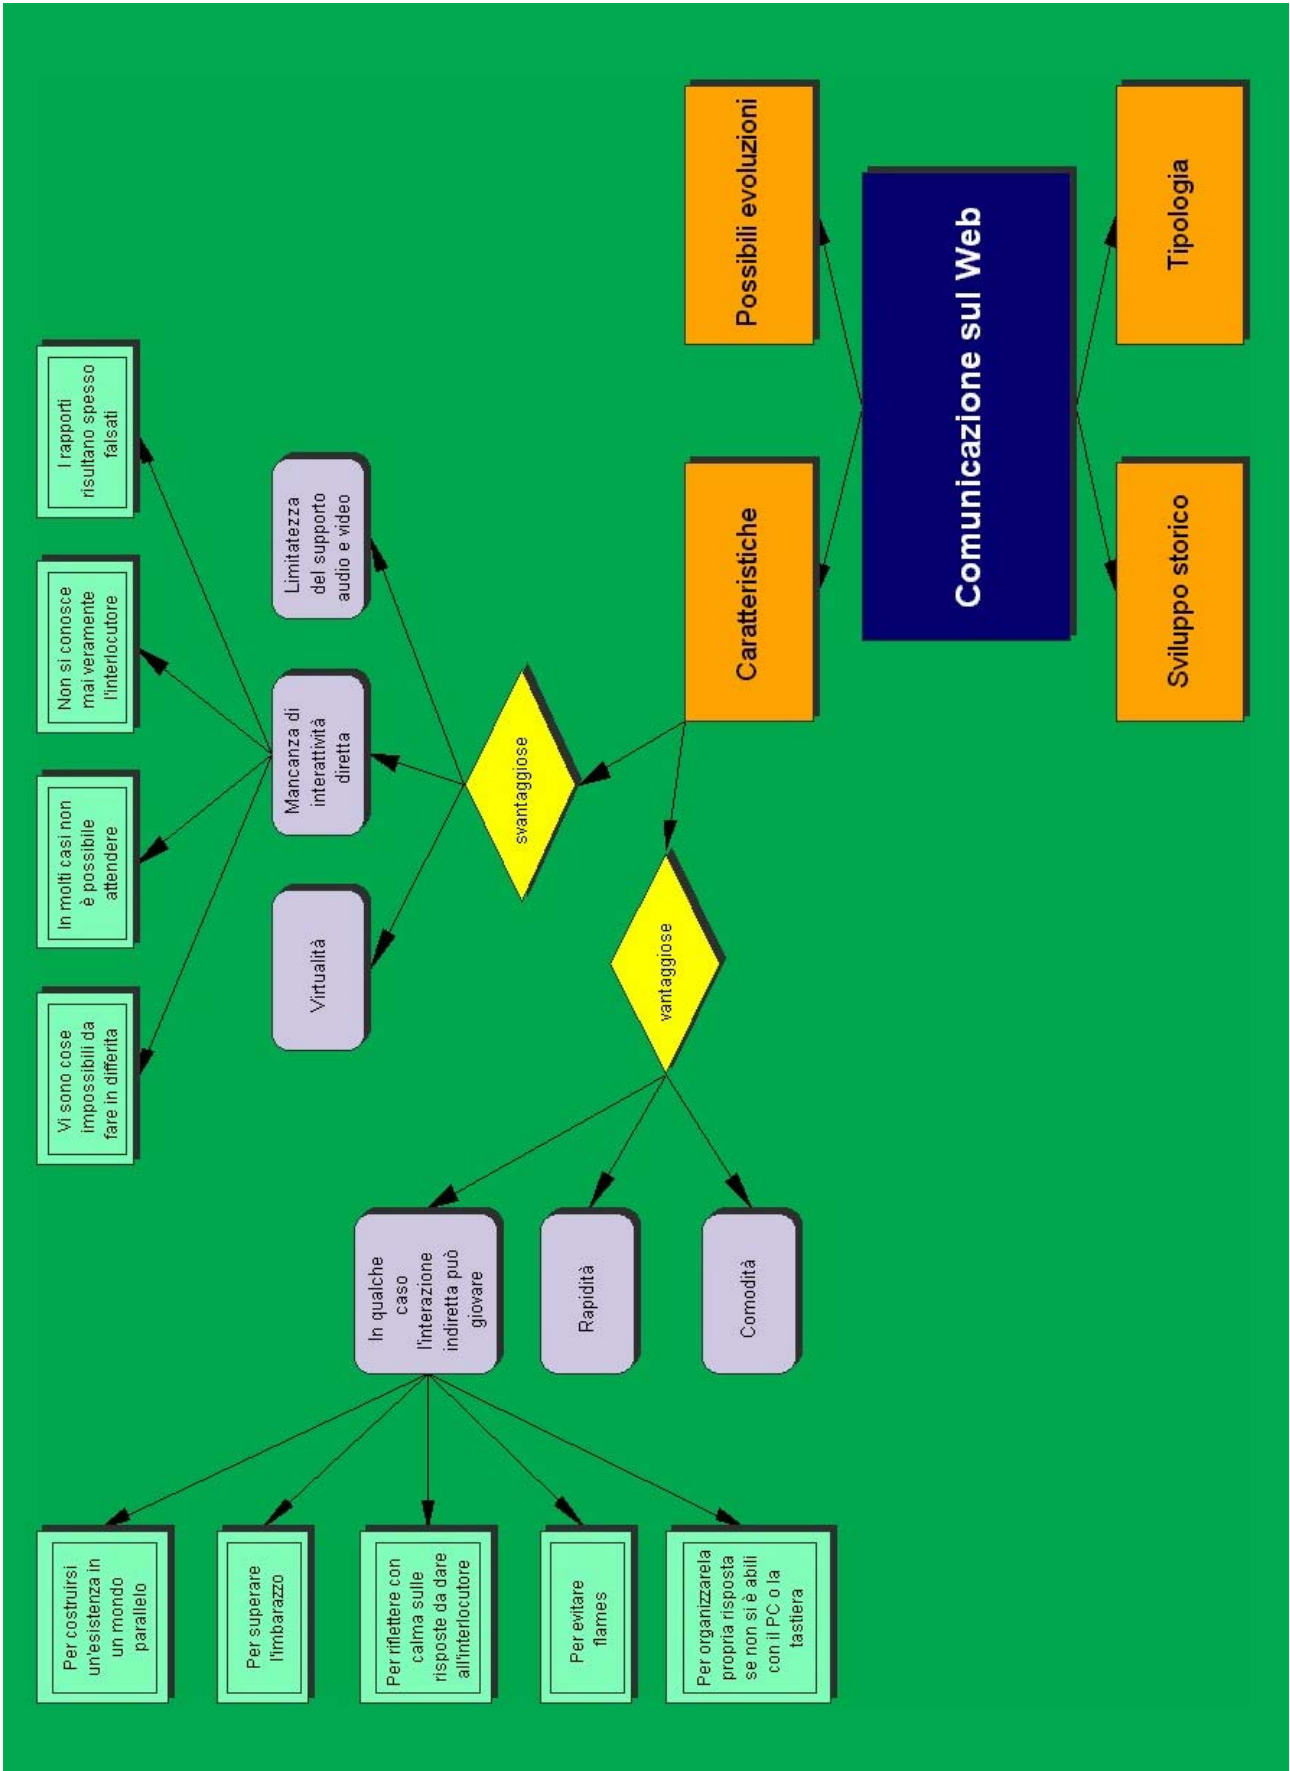 Per costruirsi
un'esistenza in
un mondo
parallelo
Vi sono cose
impossibili da
fare in differita
In molti casi non
è possibile
attendere
Non si conosce
mai veramente
l'interlocutore
I rapporti
risultano spesso
falsati
Per superare
l'imbarazzo
Virtualità
Mancanza di
interattività
diretta
Limitatezza
del supporto
audio e video
Per riflettere con
calma sulle
risposte da dare
all'interlocutore
In qualche
caso
l'interazione
indiretta può
giovare
svantaggiose
Per evitare
flames
Rapidità
vantaggiose
Per organizzarela
propria risposta
se non si è abili
con il PC o la
tastiera
Comodità
Caratteristiche
Possibili evoluzioni
Comunicazione sul Web
Sviluppo storico
Tipologia